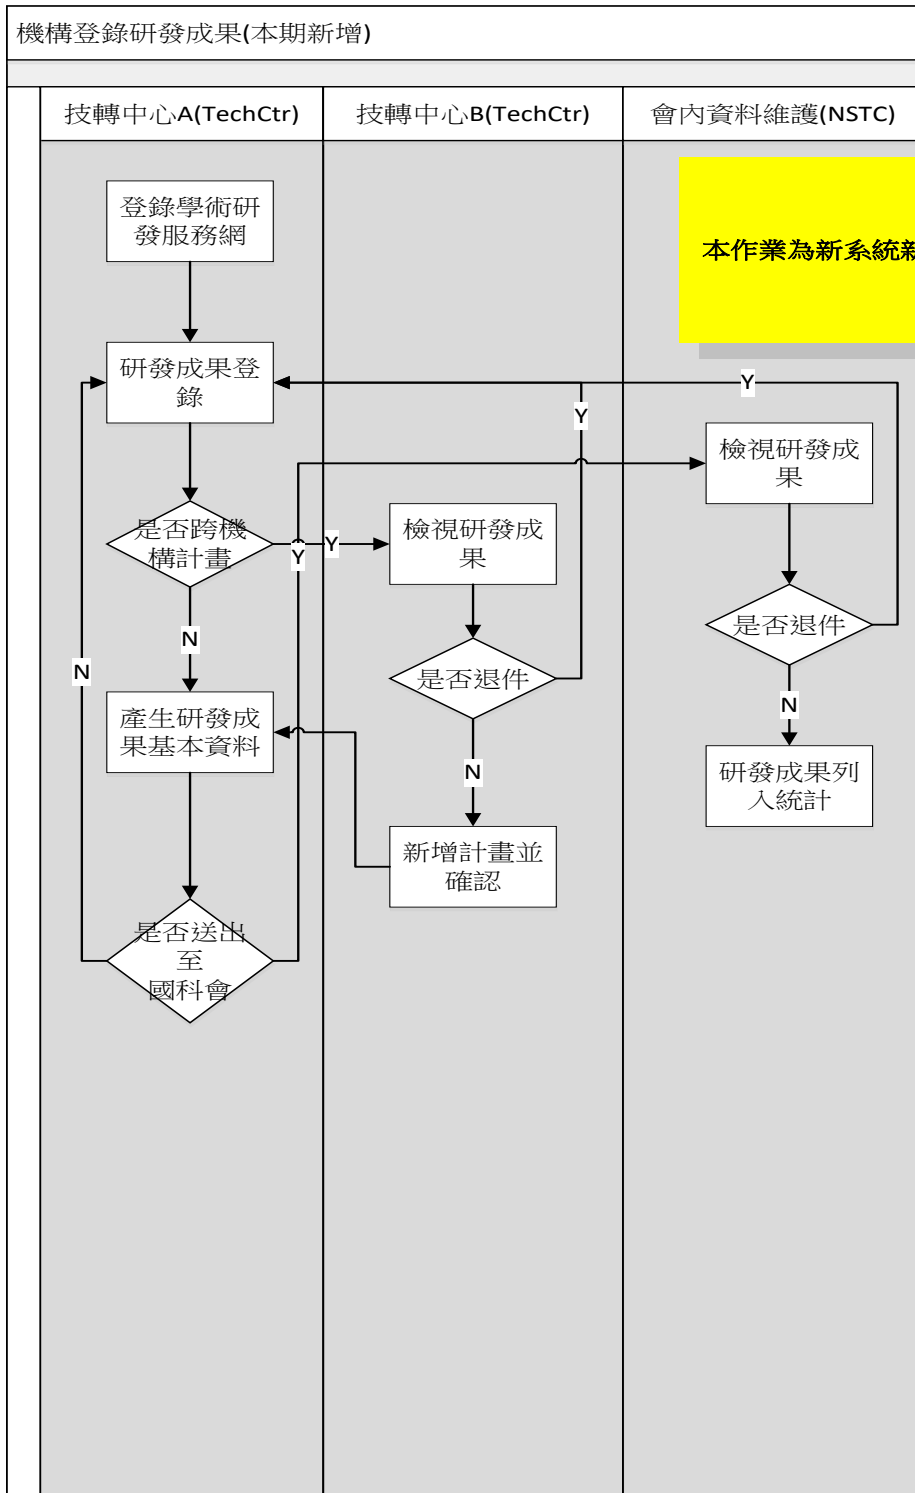 機構登錄研發成果(本期新增)
技轉中心A(TechCtr)
技轉中心B(TechCtr)
會內資料維護(NSTC)
登錄學術研
發服務網
本作業為新系統新
研發成果登
錄
Y
Y
檢視研發成
果
是否跨機
構計畫
Y
Y
檢視研發成
果
是否退件
N
N
是否退件
N
產生研發成
果基本資料
N
研發成果列
入統計
N
新增計畫並
確認
是否送出
至
國科會